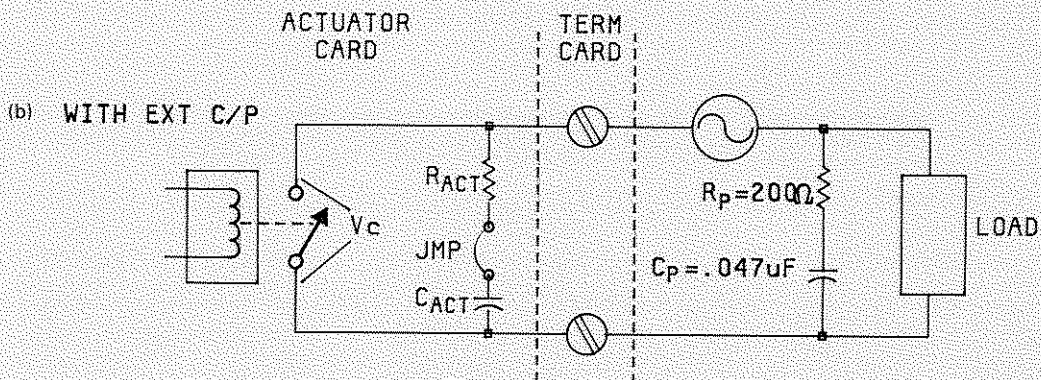 ACTUATOR
CARD
TERM
CARD
(b) WITH EXT C/P
RACT
Vc
JMP
CACT
RP=200Ω
CP=.047uF
LOAD